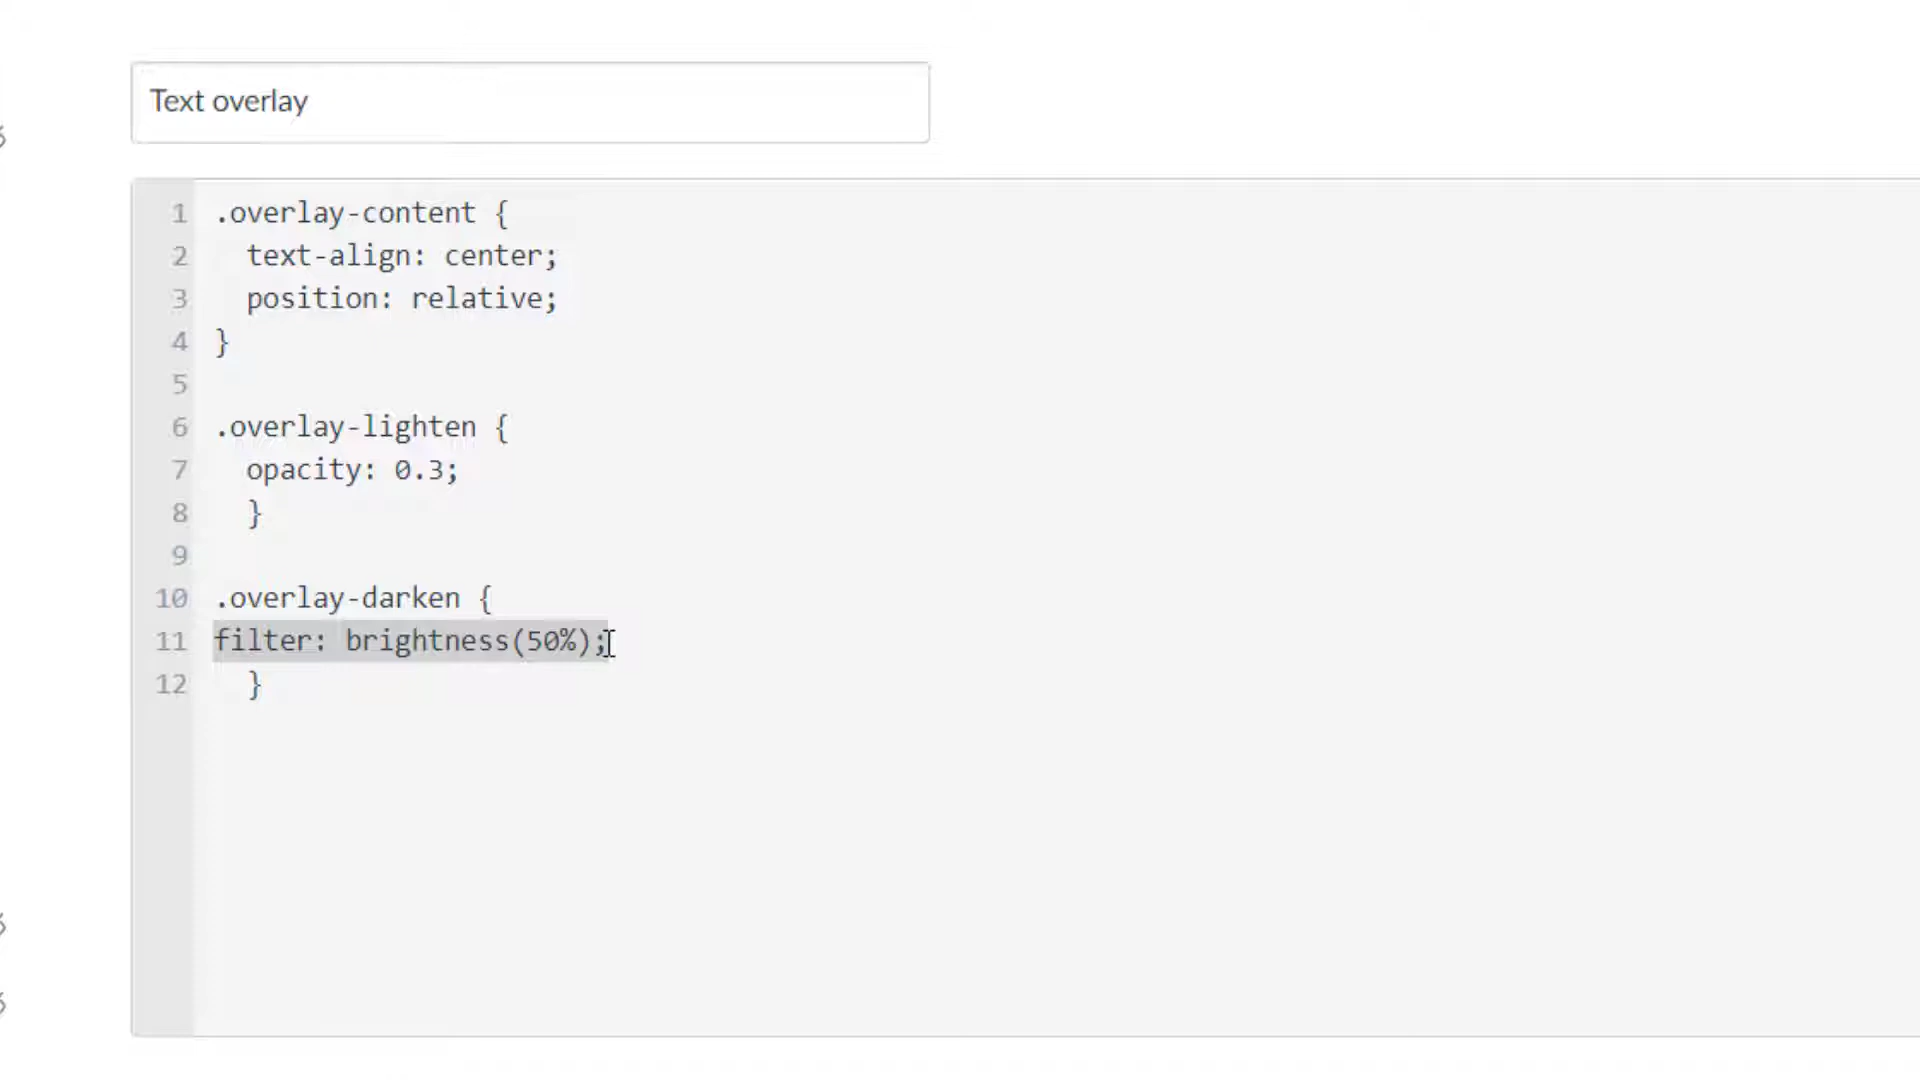 Text overlay
1 .overlay-content {
2   text-align: center;
3   position: relative;
4 }
5
6 .overlay-lighten {
7   opacity: 0.3;
8   }
9
10 .overlay-darken {
11 filter: brightness(50%);
12   }